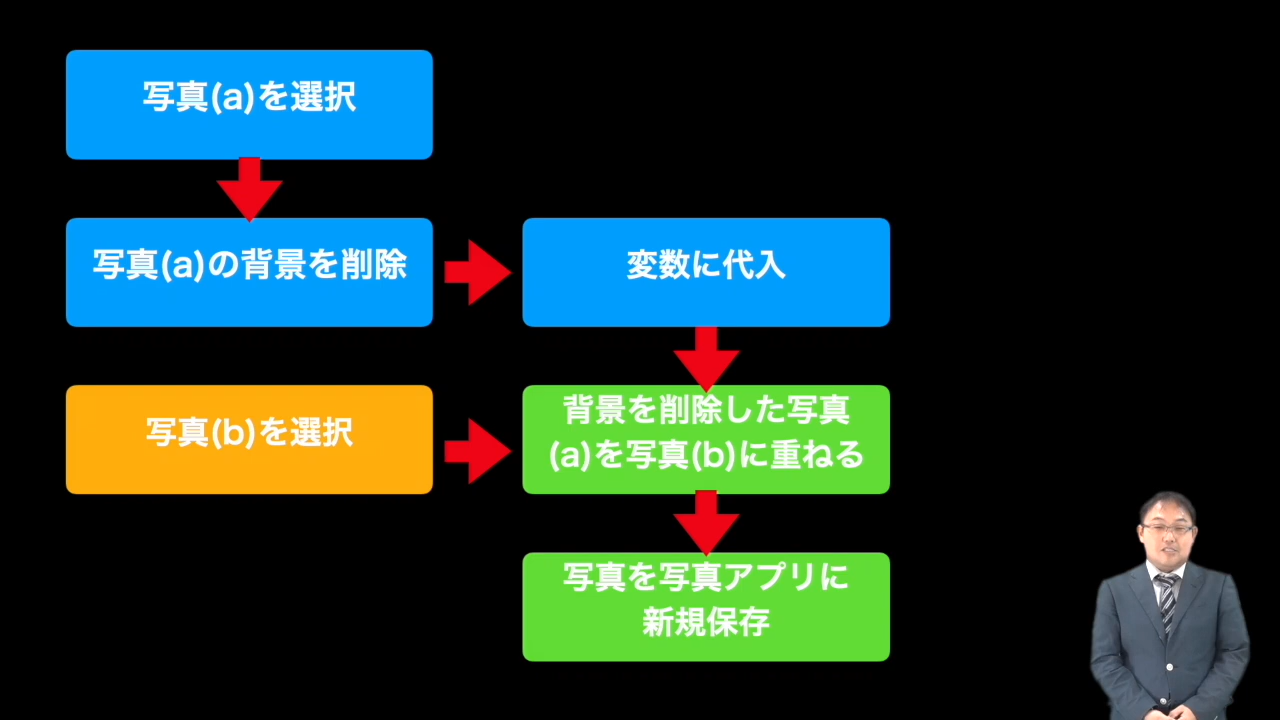 写真(a)を選択
写真(a)の背景を削除
変数に代入
写真(b)を選択
背景を削除した写真
(a)を写真(b)に重ねる
写真を写真アプリに
新規保存